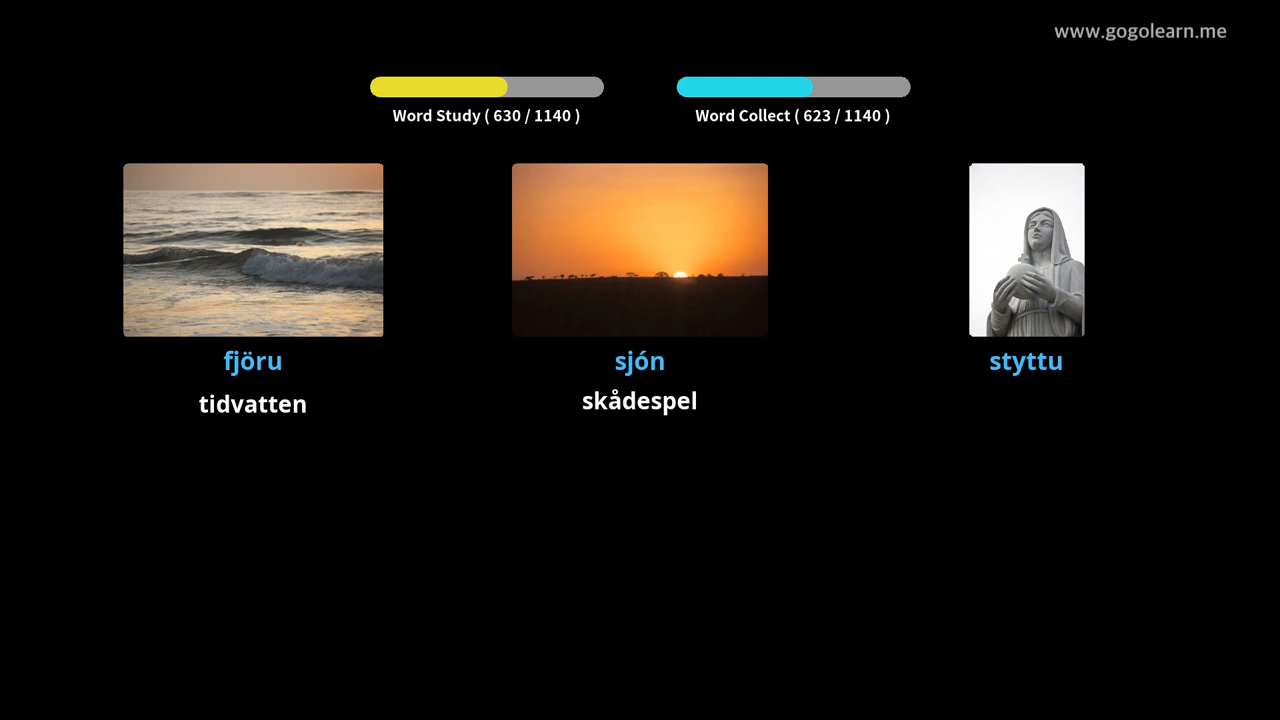 www.gogolearn.me
Word Study ( 630 / 1140 )
Word Collect ( 623 / 1140 )
fjöru
sjón
styttu
tidvatten
skådespel